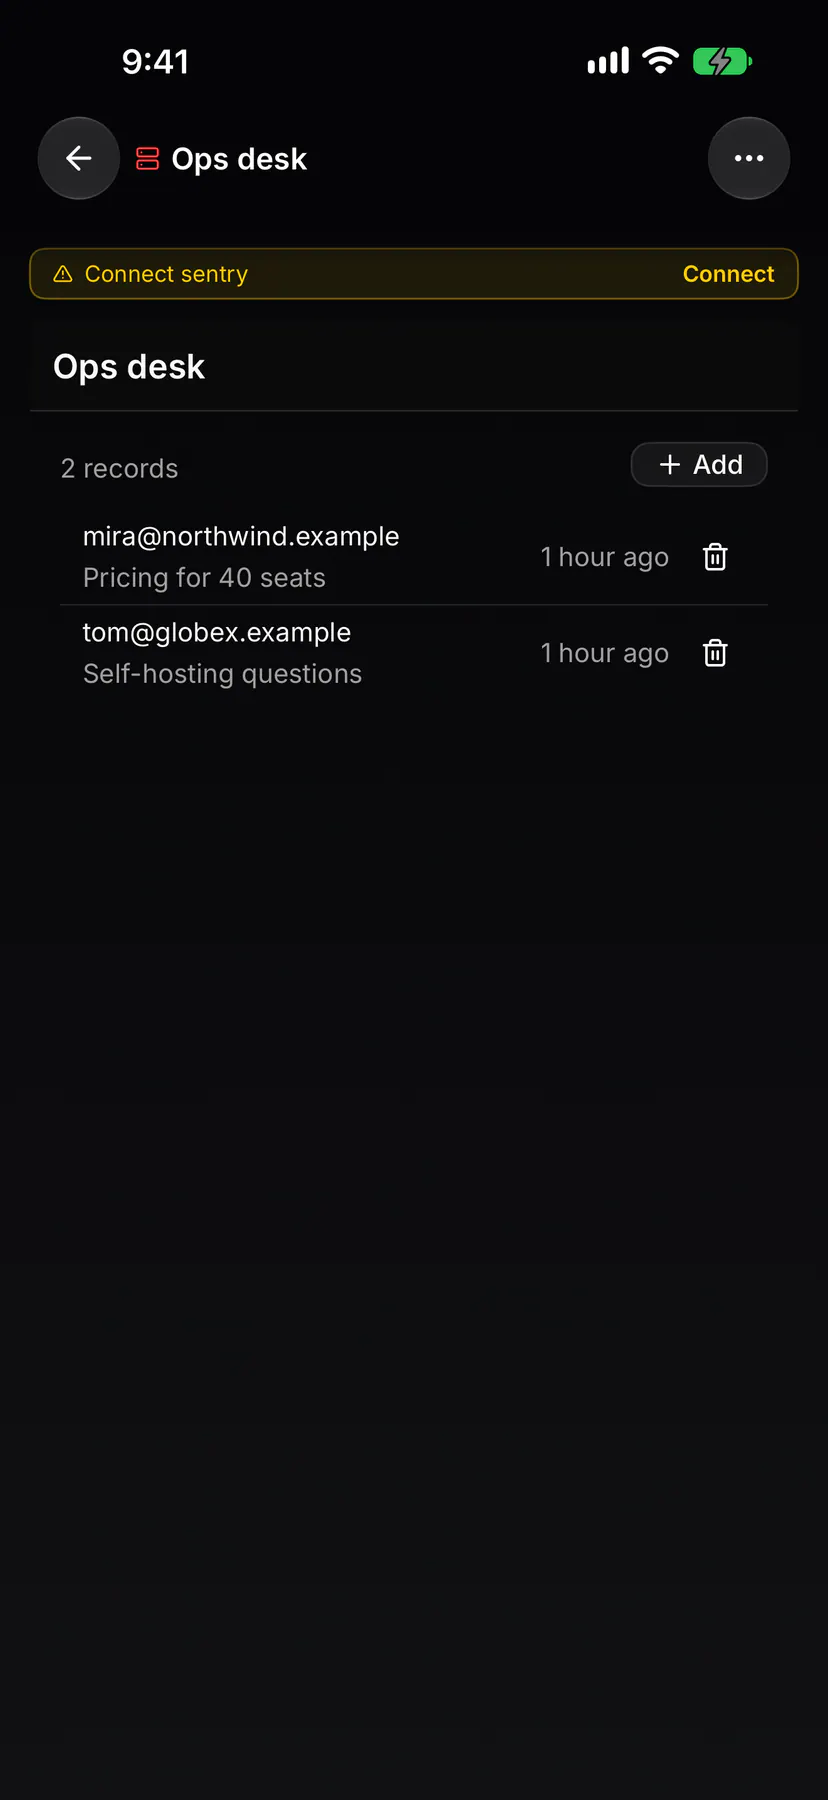 9:41
Ops desk
Connect sentry
Connect
Ops desk
2 records
Add
mira@northwind.example
Pricing for 40 seats
1 hour ago
tom@globex.example
Self-hosting questions
1 hour ago